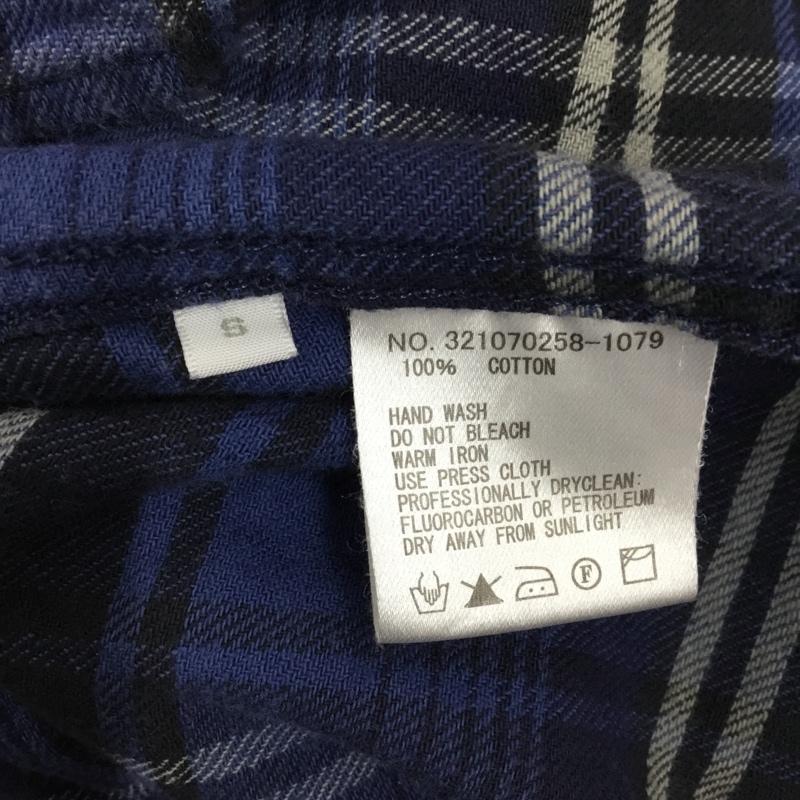 S
NO. 321070258-1079
100% COTTON
HAND WASH
DO NOT BLEACH
WARM IRON
USE PRESS CLOTH
PROFESSIONALLY DRYCLEAN:
FLUOROCARBON OR PETROLEUM
DRY AWAY FROM SUNLIGHT
F